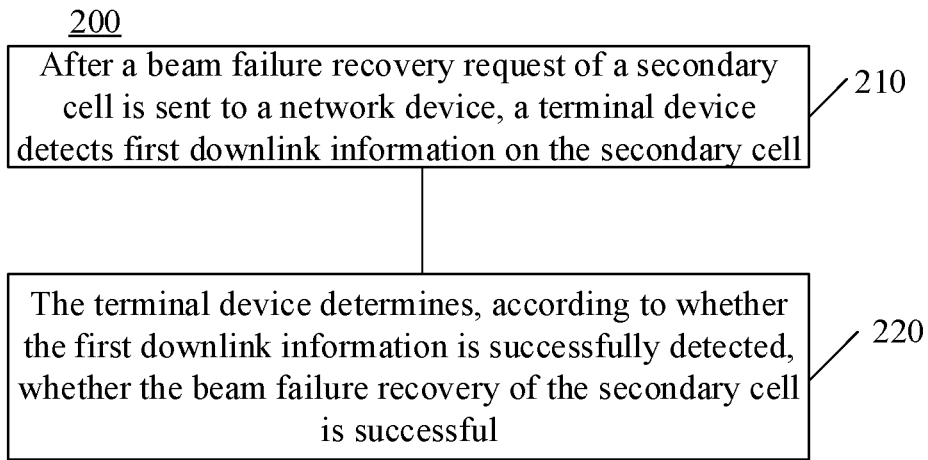 200
After a beam failure recovery request of a secondary
cell is sent to a network device, a terminal device
detects first downlink information on the secondary cell
210
The terminal device determines, according to whether
the first downlink information is successfully detected,
whether the beam failure recovery of the secondary cell
is successful
220